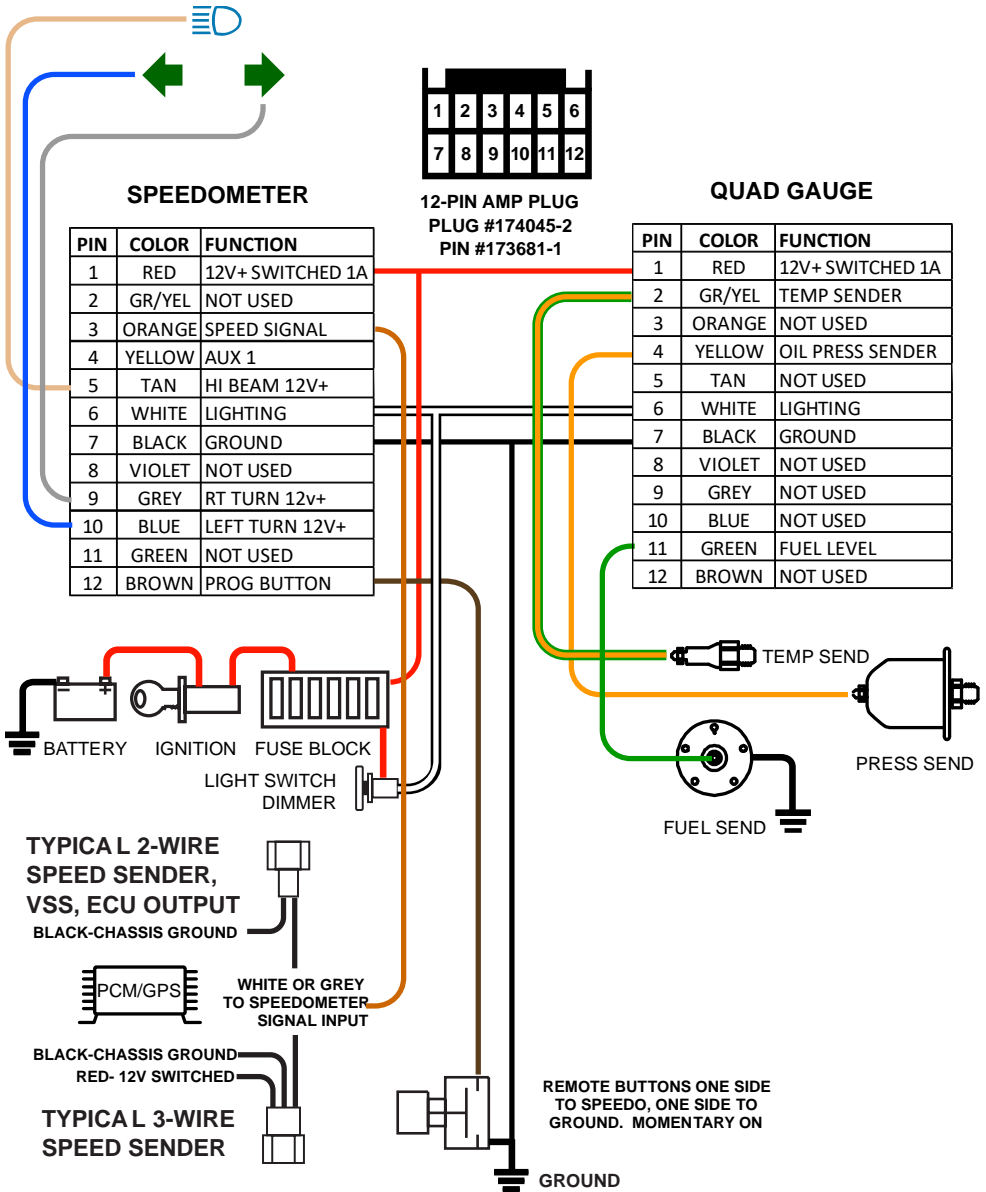 1 2 3 4 5 6
7 8 9 10 11 12
12-PIN AMP PLUG
PLUG #174045-2
PIN #173681-1
SPEEDOMETER
PIN COLOR FUNCTION
1 RED 12V+ SWITCHED 1A
2 GR/YEL NOT USED
3 ORANGE SPEED SIGNAL
4 YELLOW AUX 1
5 TAN HI BEAM 12V+
6 WHITE LIGHTING
7 BLACK GROUND
8 VIOLET NOT USED
9 GREY RT TURN 12v+
10 BLUE LEFT TURN 12V+
11 GREEN NOT USED
12 BROWN PROG BUTTON
QUAD GAUGE
PIN COLOR FUNCTION
1 RED 12V+ SWITCHED 1A
2 GR/YEL TEMP SENDER
3 ORANGE NOT USED
4 YELLOW OIL PRESS SENDER
5 TAN NOT USED
6 WHITE LIGHTING
7 BLACK GROUND
8 VIOLET NOT USED
9 GREY NOT USED
10 BLUE NOT USED
11 GREEN FUEL LEVEL
12 BROWN NOT USED
TEMP SEND
PRESS SEND
FUEL SEND
- +
BATTERY
IGNITION
FUSE BLOCK
LIGHT SWITCH
DIMMER
TYPICAL 2-WIRE
SPEED SENDER,
VSS, ECU OUTPUT
BLACK-CHASSIS GROUND
PCM/GPS
WHITE OR GREY
TO SPEEDOMETER
SIGNAL INPUT
BLACK-CHASSIS GROUND
RED- 12V SWITCHED
TYPICAL 3-WIRE
SPEED SENDER
REMOTE BUTTONS ONE SIDE
TO SPEEDO, ONE SIDE TO
GROUND. MOMENTARY ON
GROUND